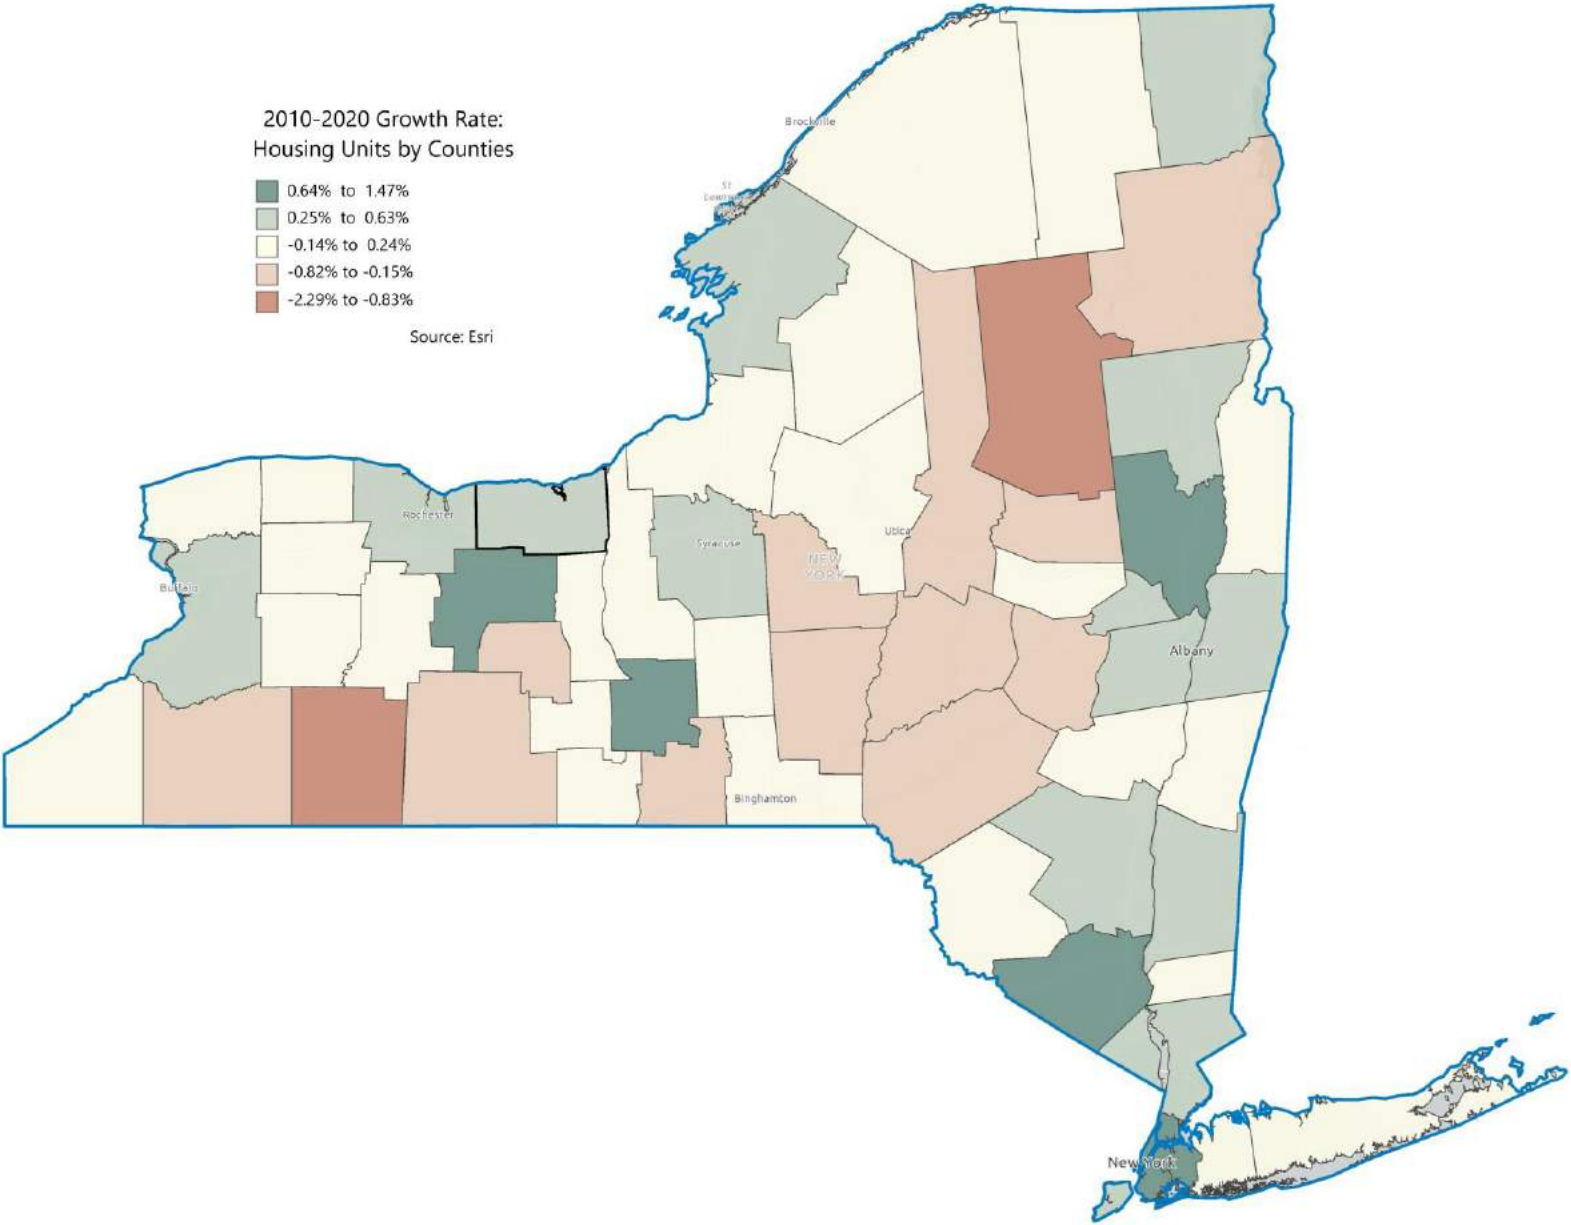 2010-2020 Growth Rate:
Housing Units by Counties
0.64% to 1.47%
0.25% to 0.63%
-0.14% to 0.24%
-0.82% to -0.15%
-2.29% to -0.83%
Source: Esri
Brockville
St
Rochester
Syracuse
Utica
NEW
YORK
Buffalo
Albany
Binghamton
New York